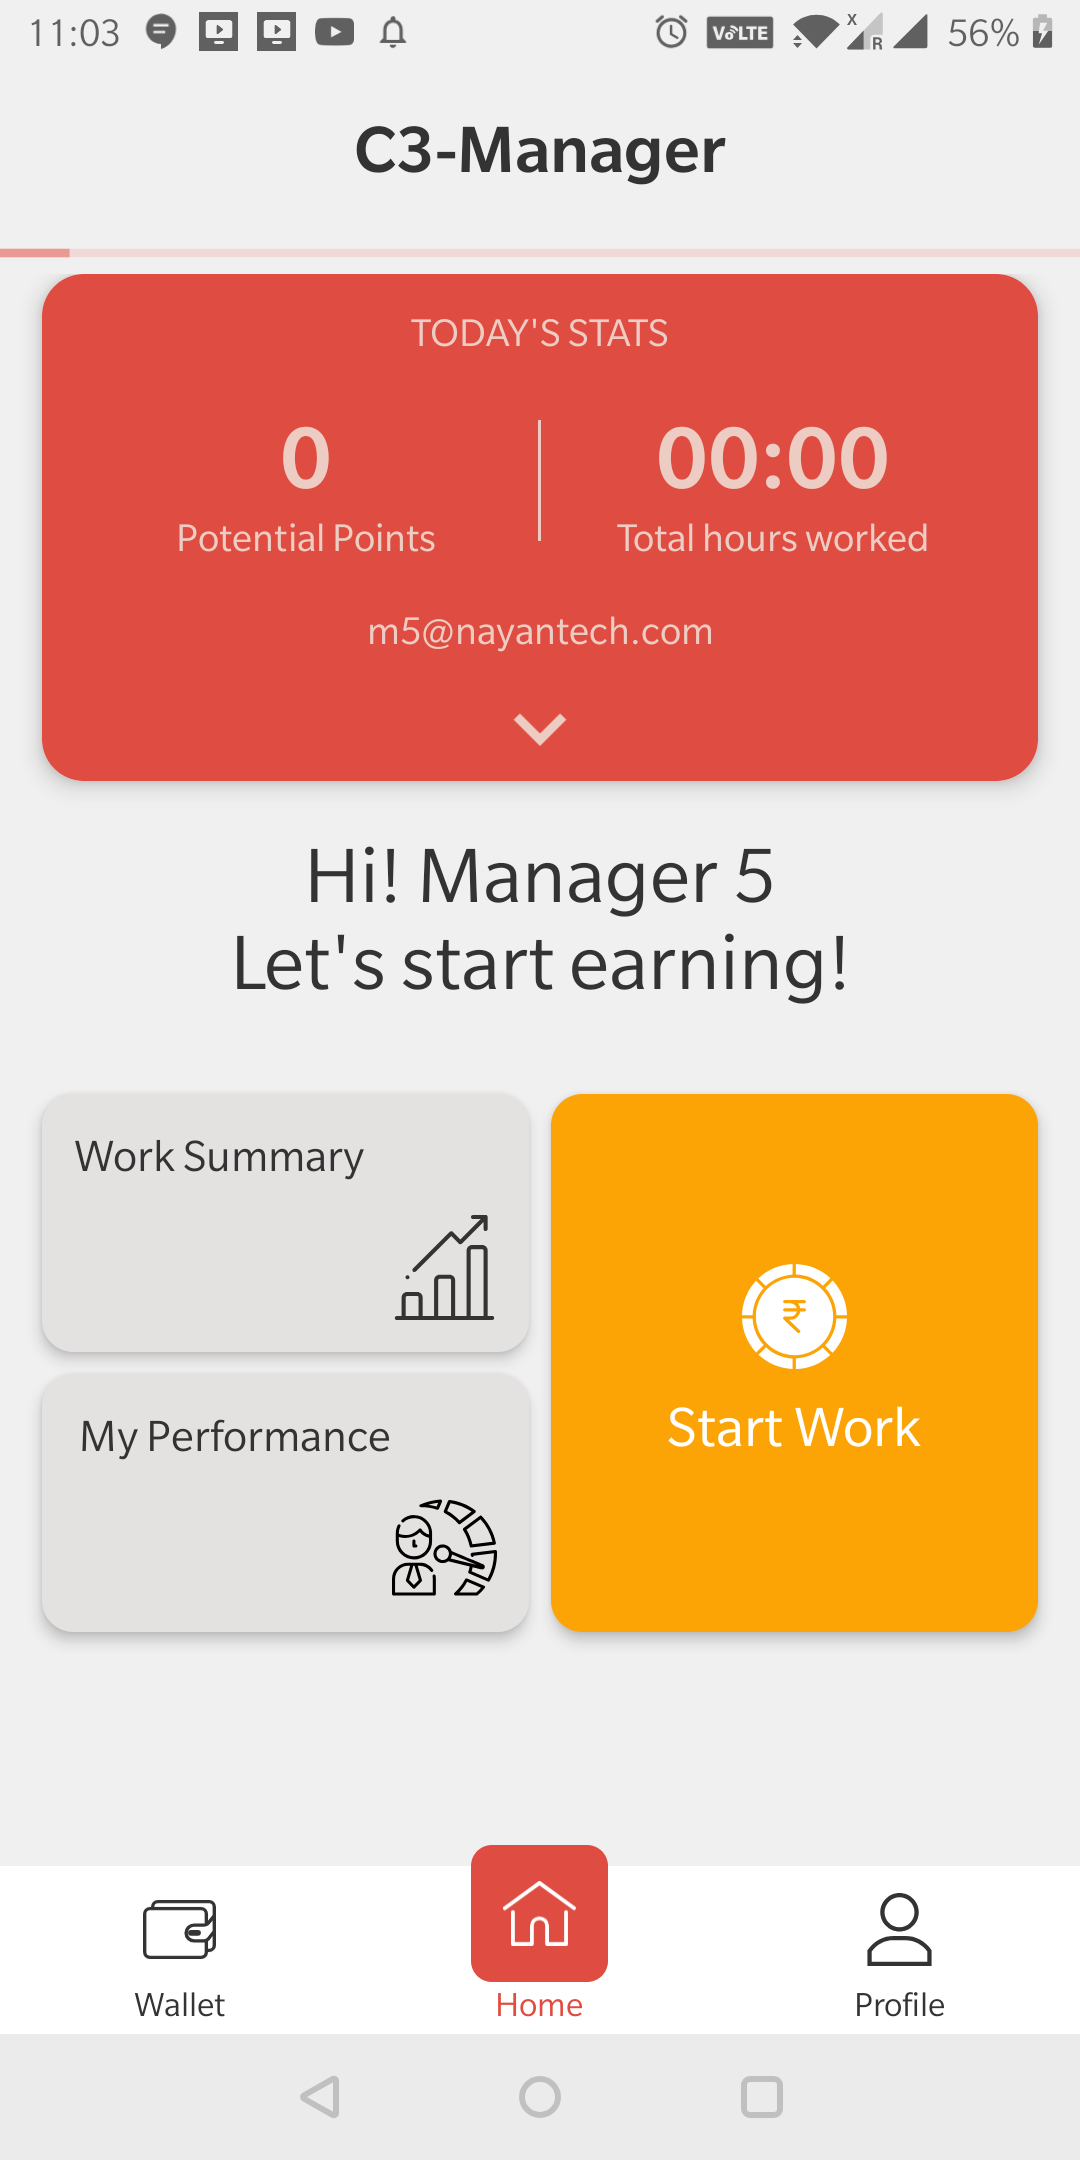 11:03
VoLTE
X
R
56%
C3-Manager
TODAY'S STATS
0
00:00
Potential Points
Total hours worked
m5@nayantech.com
Hi! Manager 5
Let's start earning!
Work Summary
₹
Start Work
My Performance
Wallet
Home
Profile